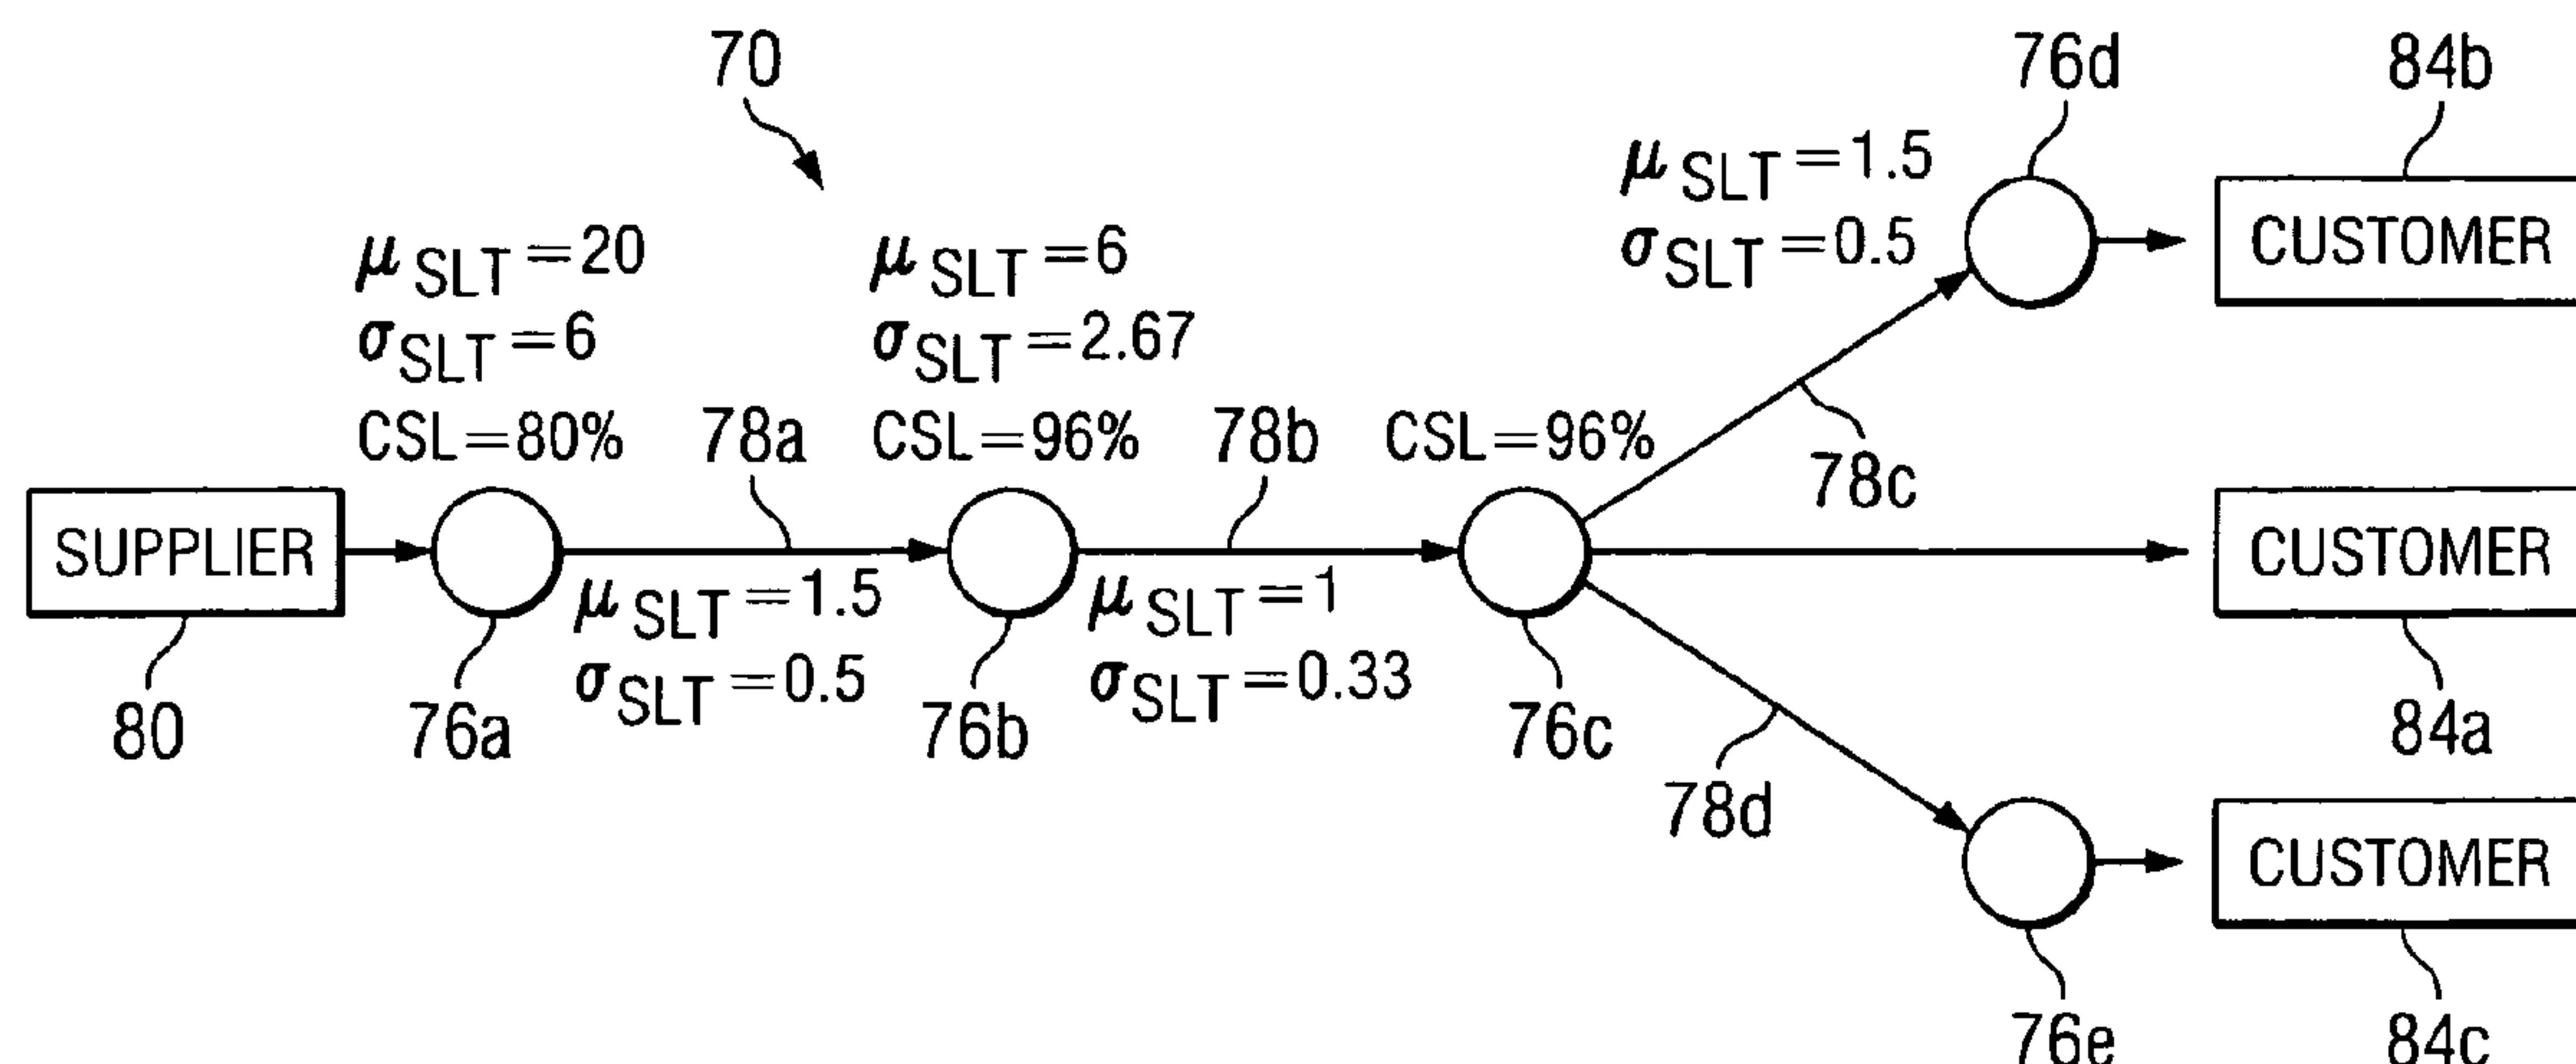 70
76d
84b
μ SLT = 1.5
σ SLT = 0.5
CUSTOMER
μ SLT = 20
σ SLT = 6
CSL = 80%
μ SLT = 6
σ SLT = 2.67
CSL = 96%
78a
78b
CSL = 96%
78c
SUPPLIER
CUSTOMER
μ SLT = 1.5
σ SLT = 0.5
μ SLT = 1
σ SLT = 0.33
80
76a
76b
76c
84a
78d
CUSTOMER
76e
84c